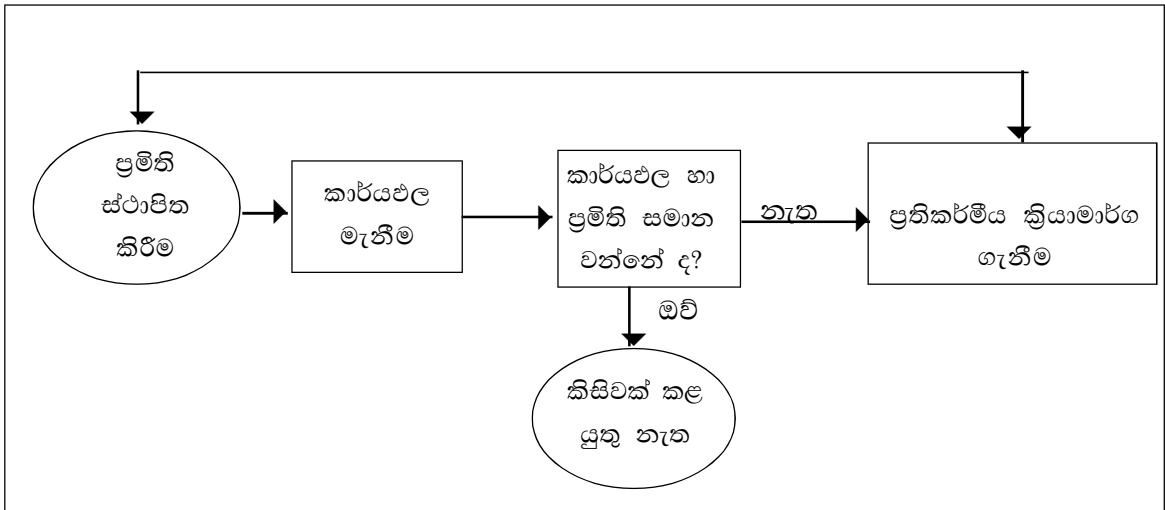 ප්‍රමිති
ස්ථාපිත
කිරීම
කාර්යඵල
මැනීම
කාර්යඵල හා
ප්‍රමිති සමාන
වන්නේ ද?
නැත
ප්‍රතිකර්මීය ක්‍රියාමාර්ග
ගැනීම
ඔව්
කිසිවක් කළ
යුතු නැත